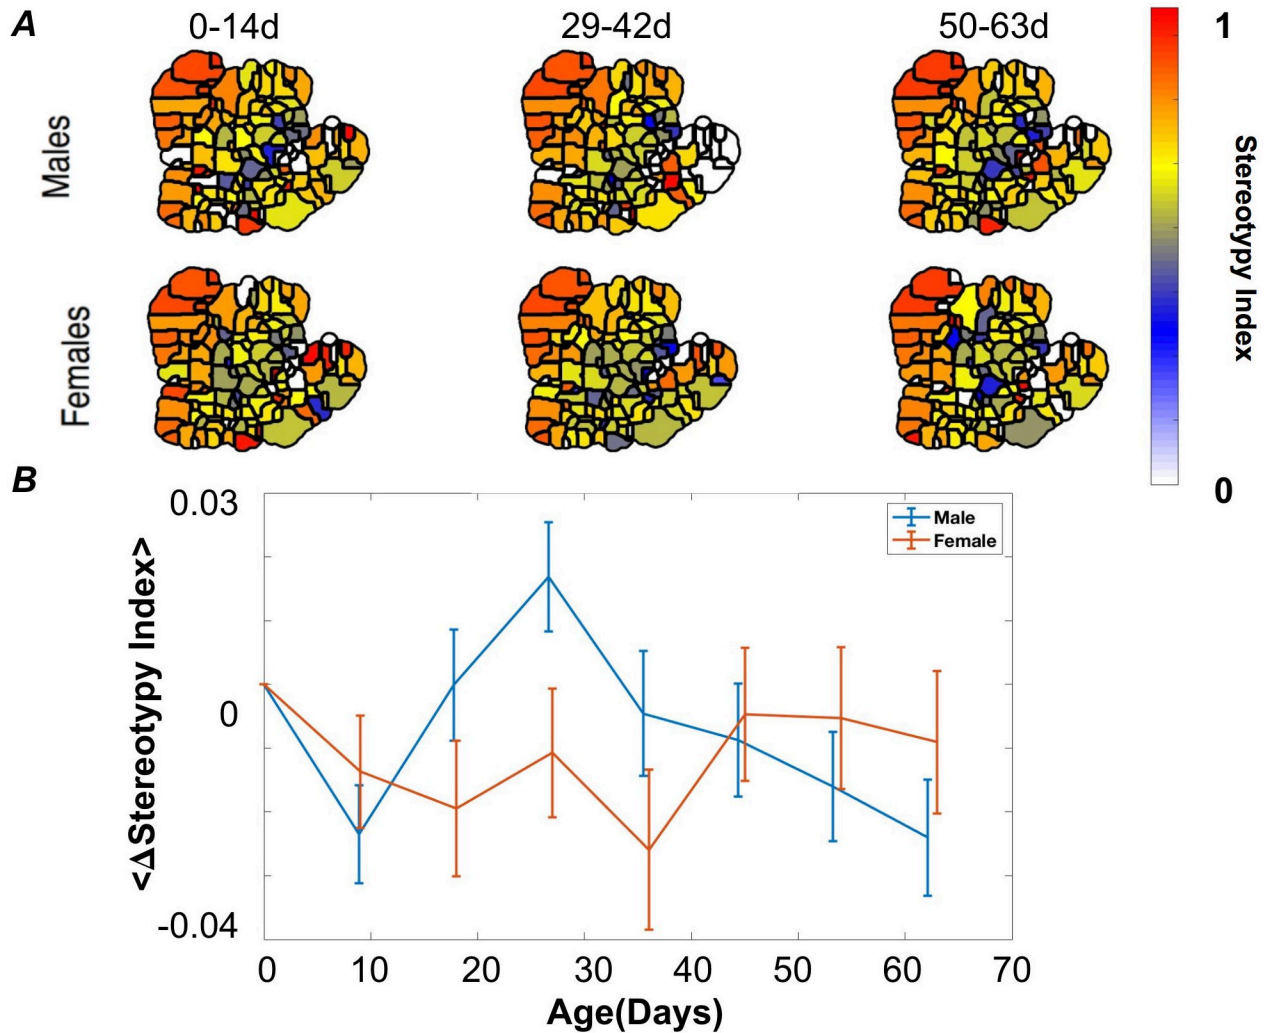 A
0-14d
29-42d
50-63d
1
Males
Females
Stereotypy Index
0
B
0.03
0
-0.04
<ΔStereotypy Index>
Male
Female
0 10 20 30 40 50 60 70
Age(Days)